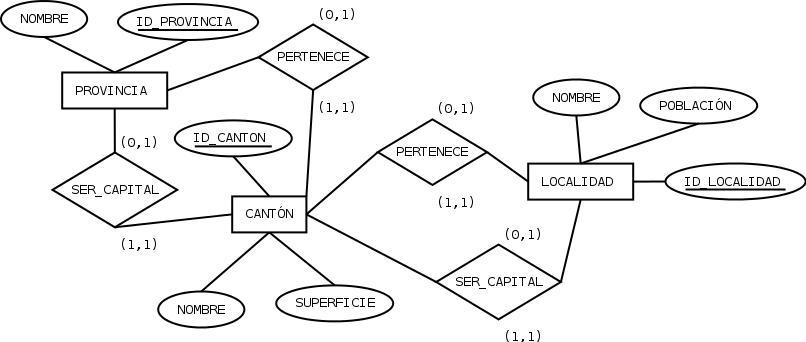 (0,1)
NOMBRE
ID_PROVINCIA
PERTENECE
PROVINCIA
NOMBRE
POBLACIÓN
(1,1)
(0,1)
ID_CANTON
(0,1)
PERTENECE
SER_CAPITAL
LOCALIDAD
ID_LOCALIDAD
(1,1)
CANTÓN
(1,1)
(0,1)
SER_CAPITAL
NOMBRE
SUPERFICIE
(1,1)